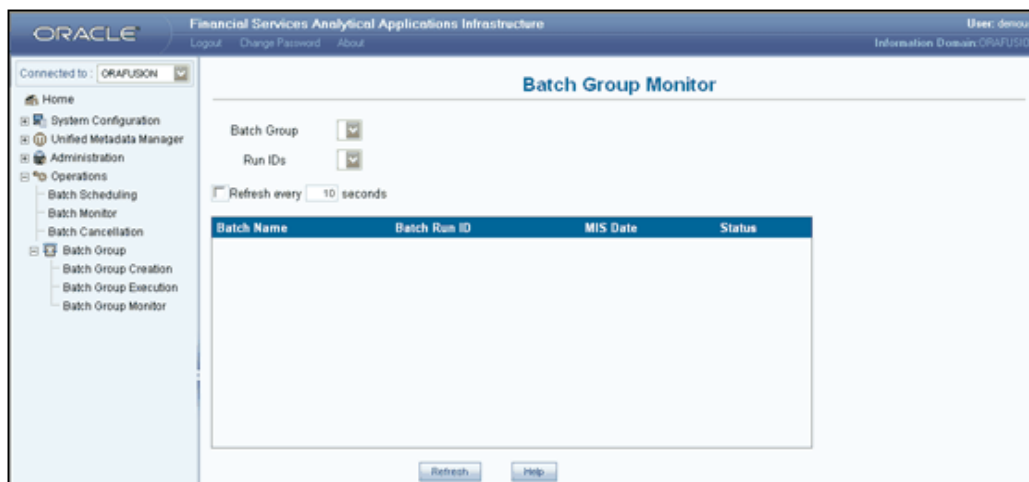 ORACLE
Financial Services Analytical Applications Infrastructure
User:
Logout Change Password About
Information Domain:
Connected to : ORAFUSION
Home
System Configuration
Unified Metadata Manager
Administration
Operations
Batch Scheduling
Batch Monitor
Batch Cancellation
Batch Group
Batch Group Creation
Batch Group Execution
Batch Group Monitor
Batch Group Monitor
Batch Group
Run IDs
Refresh every 10 seconds
Batch Name Batch Run ID MIS Date Status
Refresh Help